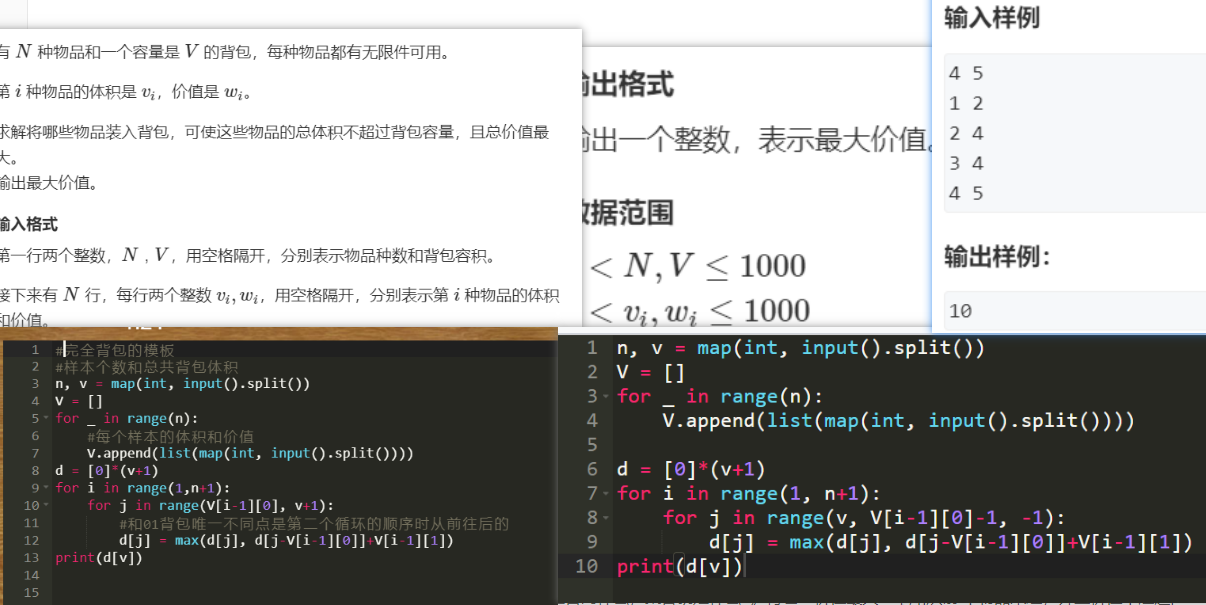 有 N 种物品和一个容量是 V 的背包，每种物品都有无限件可用。
第 i 种物品的体积是 vi，价值是 wi。
求解将哪些物品装入背包，可使这些物品的总体积不超过背包容量，且总价值最
大。
输出最大价值。
输入格式
第一行两个整数，N，V，用空格隔开，分别表示物品种数和背包容积。
接下来有 N 行，每行两个整数 vi, wi，用空格隔开，分别表示第 i 种物品的体积
和价值。
输出格式
输出一个整数，表示最大价值。
数据范围
< N, V ≤ 1000
< vi, wi ≤ 1000
输入样例
4 5
1 2
2 4
3 4
4 5
输出样例：
10
1 #完全背包的模板
2 #样本个数和总共背包体积
3 n, v = map(int, input().split())
4 V = []
5 for _ in range(n):
6 #每个样本的体积和价值
7 V.append(list(map(int, input().split())))
8 d = [0]*(v+1)
9 for i in range(1,n+1):
10 for j in range(V[i-1][0], v+1):
11 #和01背包唯一不同点是第二个循环的顺序时从前往后的
12 d[j] = max(d[j], d[j-V[i-1][0]]+V[i-1][1])
13 print(d[v])
14
15
1 n, v = map(int, input().split())
2 V = []
3 for _ in range(n):
4 V.append(list(map(int, input().split())))
5
6 d = [0]*(v+1)
7 for i in range(1, n+1):
8 for j in range(v, V[i-1][0]-1, -1):
9 d[j] = max(d[j], d[j-V[i-1][0]]+V[i-1][1])
10 print(d[v])